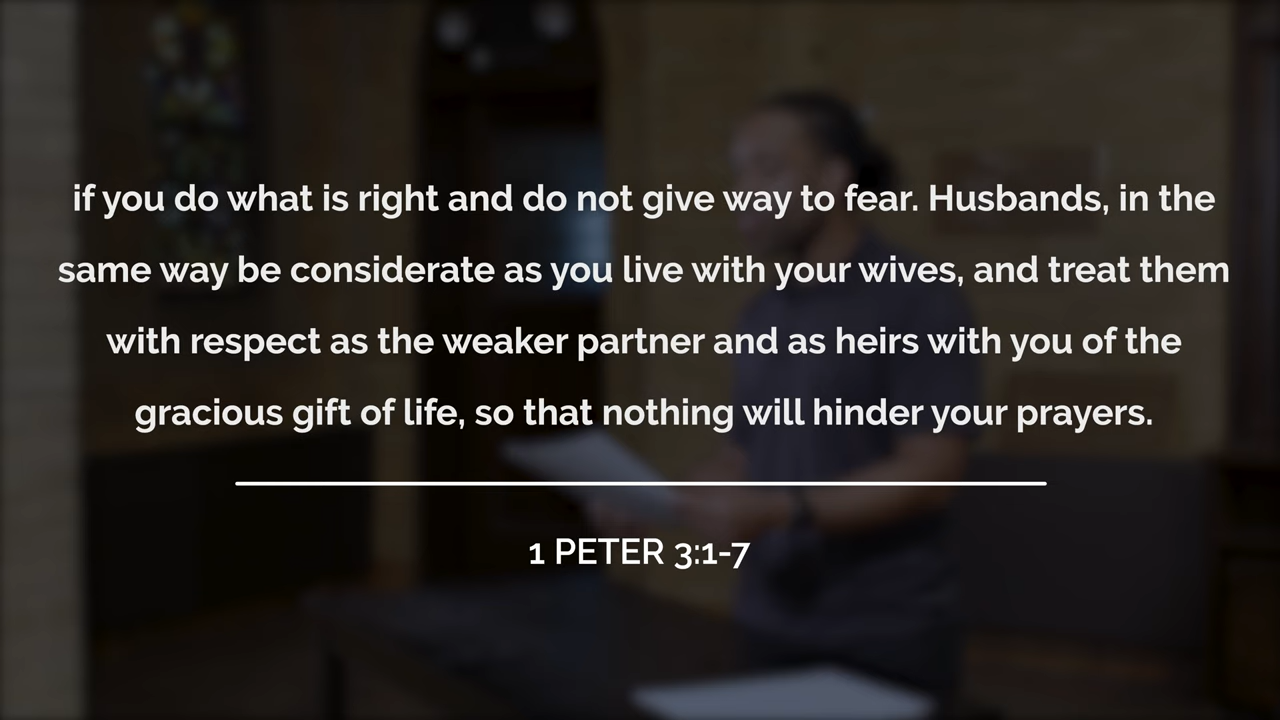 if you do what is right and do not give way to fear. Husbands, in the
same way be considerate as you live with your wives, and treat them
with respect as the weaker partner and as heirs with you of the
gracious gift of life, so that nothing will hinder your prayers.
1 PETER 3:1-7